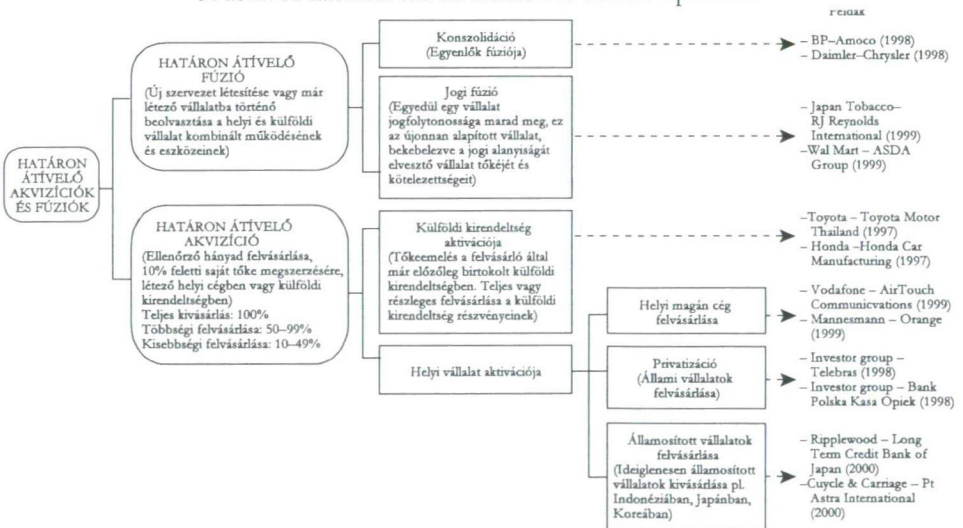 Példák
HATÁRON
ÁTÍVELŐ
AKVIZÍCIÓK
ÉS FÚZIÓK
HATÁRON ÁTÍVELŐ
FÚZIÓ
(Új szervezet létesítése vagy már
létező vállalatba történő
beolvasztása a helyi és külföldi
vállalat kombinált működésének
és eszközeinek)
Konszolidáció
(Egyenlők fúziója)
– BP–Amoco (1998)
– Daimler–Chrysler (1998)
Jogi fúzió
(Egyedül egy vállalat
jogfolytonossága marad meg, ez
az újonnan alapított vállalat,
bekebelezve a jogi alanyiságát
elvesztő vállalat tőkéjét és
kötelezettségeit)
– Japan Tobacco–
RJ Reynolds
International (1999)
–Wal Mart – ASDA
Group (1999)
HATÁRON ÁTÍVELŐ
AKVIZÍCIÓ
(Ellenőrző hányad felvásárlása,
10% feletti saját tőke megszerzésére,
létező helyi cégben vagy külföldi
kirendeltségben)
Teljes kivásárlás: 100%
Többségi felvásárlása: 50–99%
Kisebbségi felvásárlása: 10–49%
Külföldi kirendeltség
aktivációja
(Tőkeemelés a felvásárló által
már előzőleg birtokolt külföldi
kirendeltségben. Teljes vagy
részleges felvásárlása a külföldi
kirendeltség részvényeinek)
–Toyota – Toyota Motor
Thailand (1997)
– Honda –Honda Car
Manufacturing (1997)
Helyi vállalat aktivációja
Helyi magán cég
felvásárlása
– Vodafone – AirTouch
Communicvations (1999)
– Mannesmann – Orange
(1999)
Privatizáció
(Állami vállalatok
felvásárlása)
– Investor group –
Telebras (1998)
– Investor group – Bank
Polska Kasa Opiek (1998)
Államosított vállalatok
felvásárlása
(Ideiglenesen államosított
vállalatok kivásárlása pl.
Indonéziában, Japánban,
Koreában)
– Ripplewood – Long
Term Credit Bank of
Japan (2000)
–Cuycle & Carriage – Pt
Astra International
(2000)